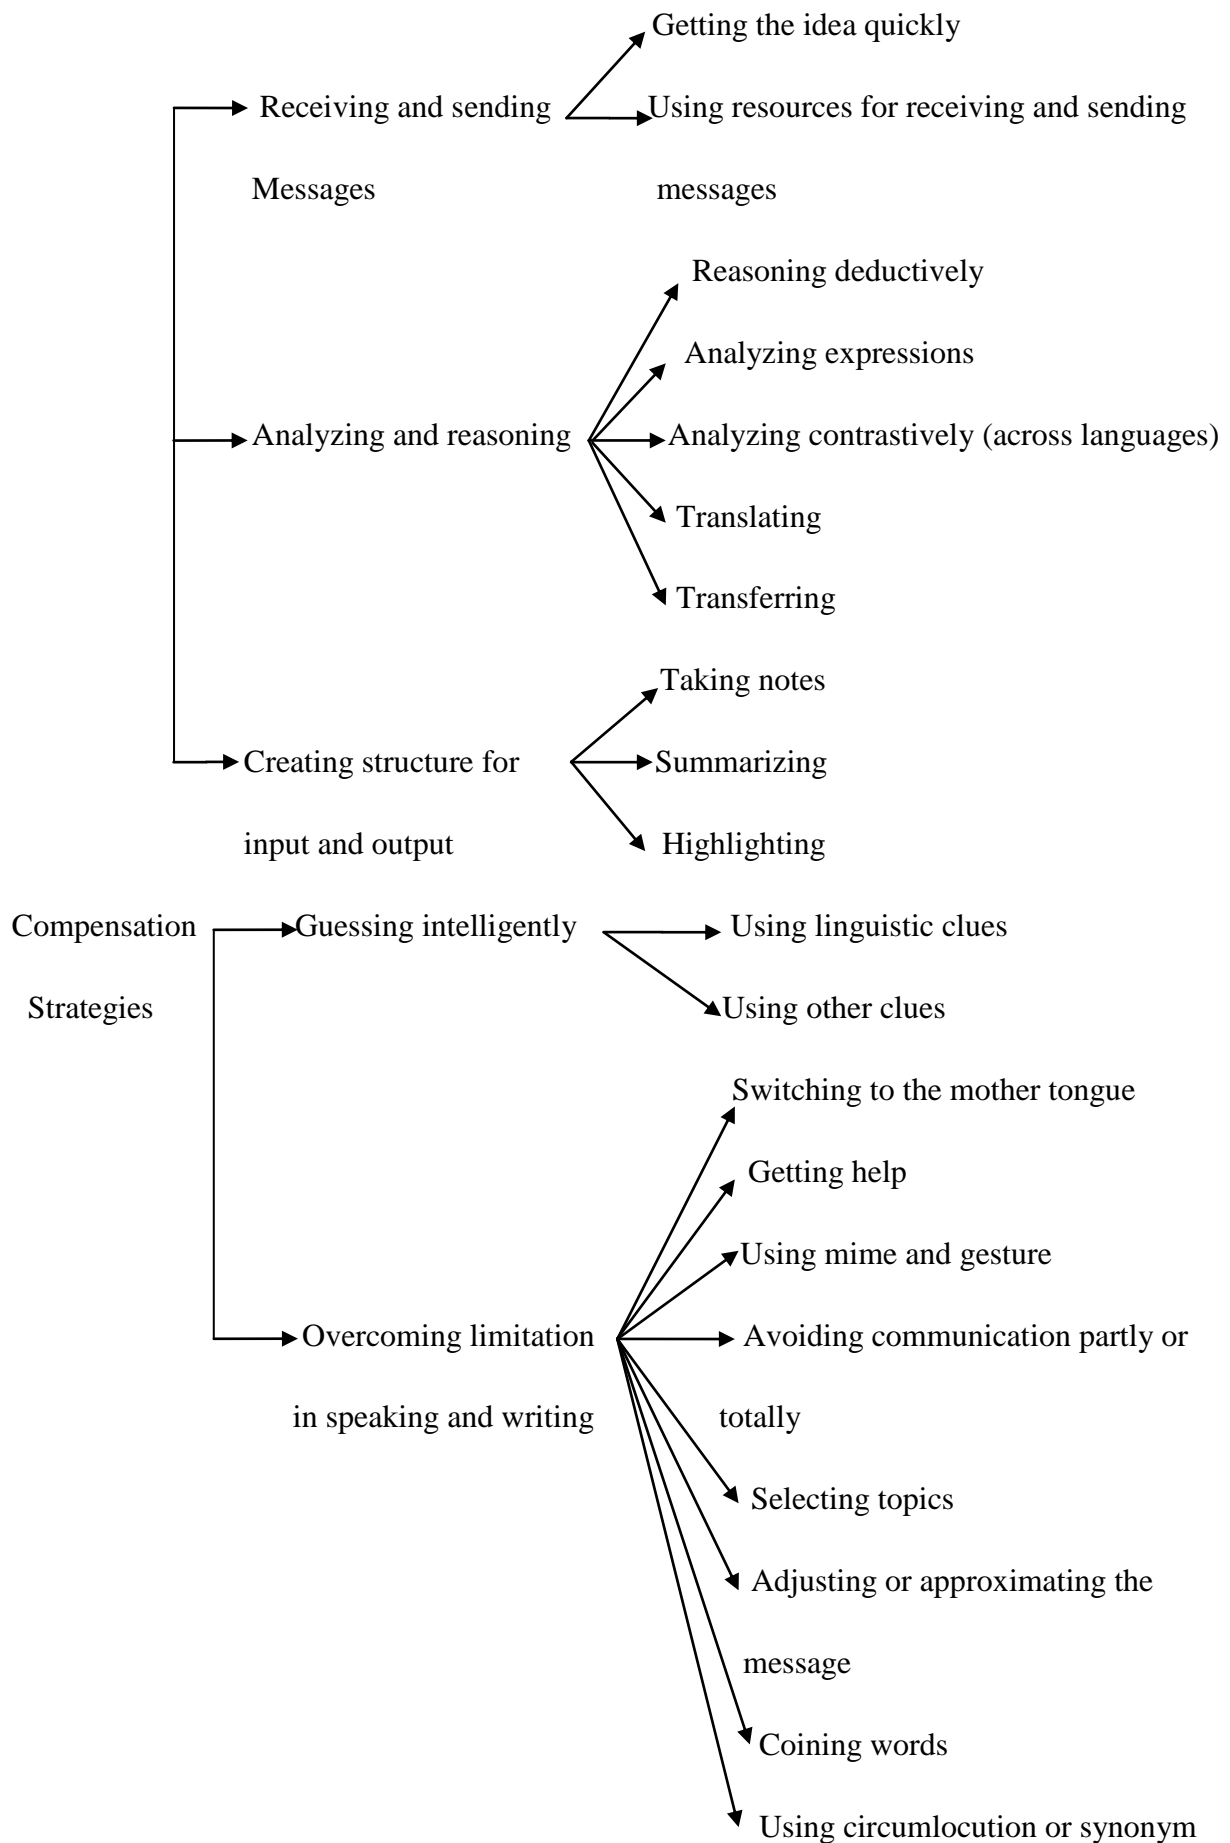 Getting the idea quickly
Receiving and sending Using resources for receiving and sending
Messages messages
Reasoning deductively
Analyzing expressions
Analyzing and reasoning Analyzing contrastively (across languages)
Translating
Transferring
Taking notes
Creating structure for Summarizing
input and output Highlighting
Compensation Guessing intelligently Using linguistic clues
Strategies Using other clues
Switching to the mother tongue
Getting help
Using mime and gesture
Overcoming limitation Avoiding communication partly or
in speaking and writing totally
Selecting topics
Adjusting or approximating the
message
Coining words
Using circumlocution or synonym